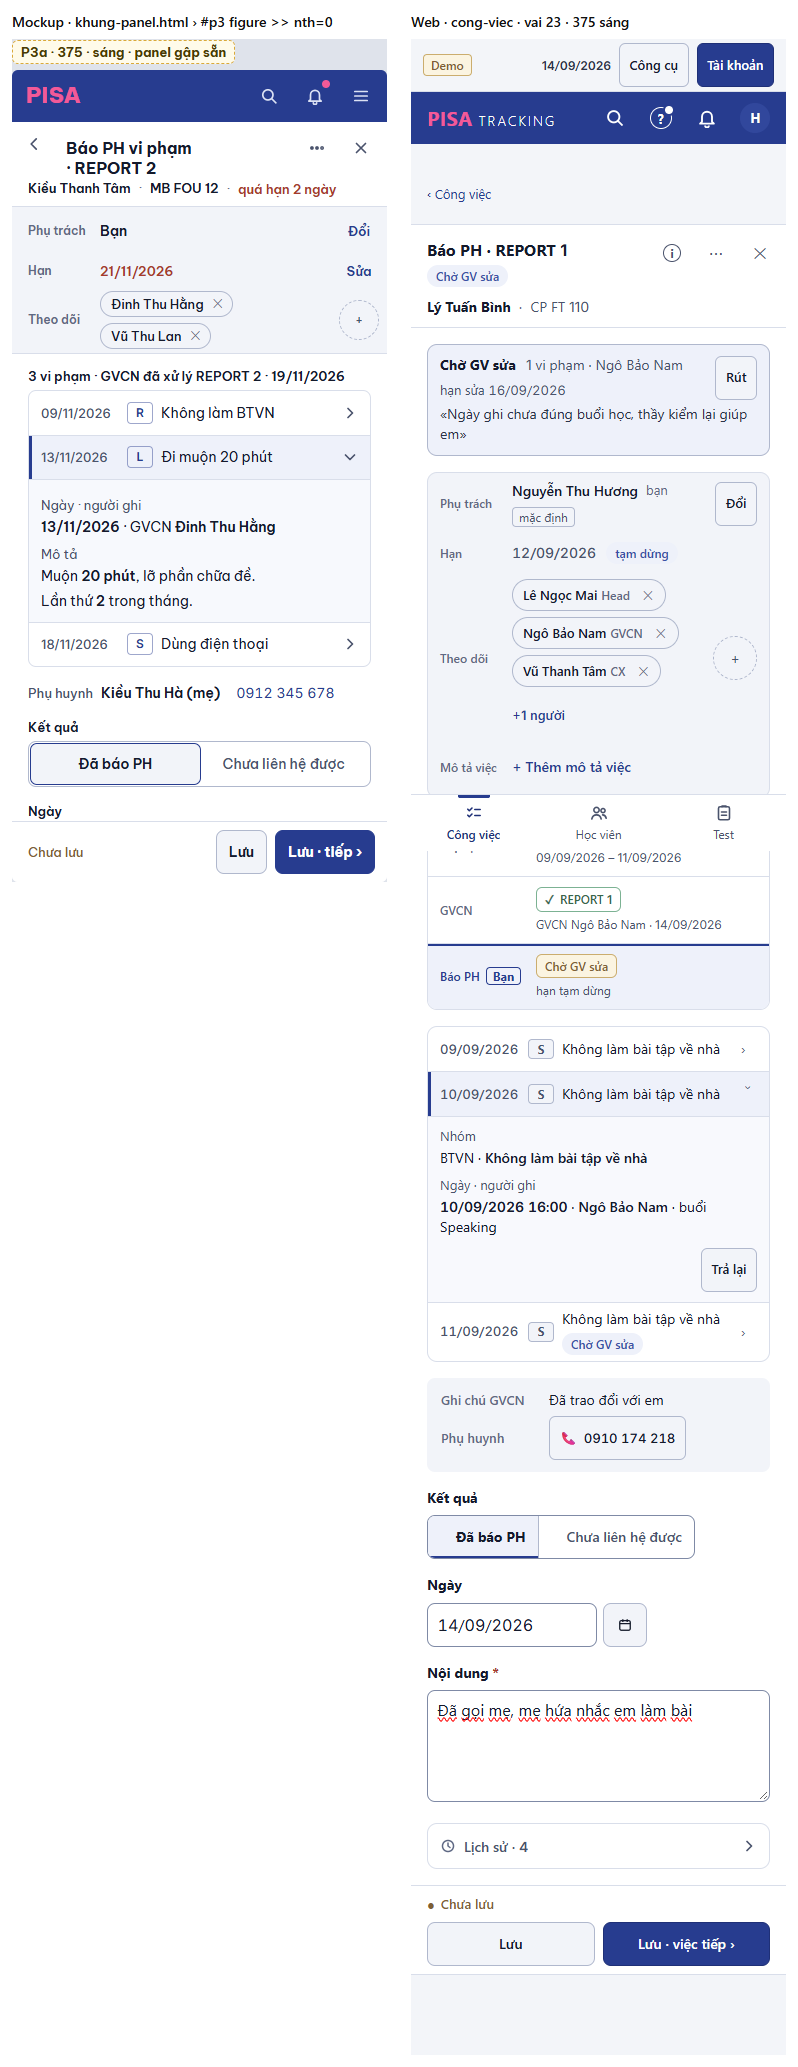 Mockup · khung-panel.html › #p3 figure >> nth=0
P3a · 375 · sáng · panel gập sẵn
PISA
Báo PH vi phạm
· REPORT 2
Kiều Thanh Tâm · MB FOU 12 · quá hạn 2 ngày
Phụ trách Bạn Đổi
Hạn 21/11/2026 Sửa
Theo dõi Đinh Thu Hằng ×
Vũ Thu Lan ×
+
3 vi phạm · GVCN đã xử lý REPORT 2 · 19/11/2026
09/11/2026 R Không làm BTVN
13/11/2026 L Đi muộn 20 phút
Ngày · người ghi
13/11/2026 · GVCN Đinh Thu Hằng
Mô tả
Muộn 20 phút, lỡ phần chữa đề.
Lần thứ 2 trong tháng.
18/11/2026 S Dùng điện thoại
Phụ huynh Kiều Thu Hà (mẹ) 0912 345 678
Kết quả
Đã báo PH Chưa liên hệ được
Ngày
Chưa lưu Lưu Lưu · tiếp ›
Web · cong-viec · vai 23 · 375 sáng
Demo 14/09/2026 Công cụ Tài khoản
PISA TRACKING ? H
‹ Công việc
Báo PH · REPORT 1
Chờ GV sửa
Lý Tuấn Bình · CP FT 110
Chờ GV sửa 1 vi phạm · Ngô Bảo Nam Rút
hạn sửa 16/09/2026
«Ngày ghi chưa đúng buổi học, thầy kiểm lại giúp
em»
Phụ trách Nguyễn Thu Hương bạn Đổi
mặc định
Hạn 12/09/2026 tạm dừng
Lê Ngọc Mai Head ×
Ngô Bảo Nam GVCN ×
Theo dõi Vũ Thanh Tâm CX × +
+1 người
Mô tả việc + Thêm mô tả việc
Công việc Học viên Test
09/09/2026 – 11/09/2026
GVCN ✓ REPORT 1
GVCN Ngô Bảo Nam · 14/09/2026
Báo PH Bạn Chờ GV sửa
hạn tạm dừng
09/09/2026 S Không làm bài tập về nhà ›
10/09/2026 S Không làm bài tập về nhà
Nhóm
BTVN · Không làm bài tập về nhà
Ngày · người ghi
10/09/2026 16:00 · Ngô Bảo Nam · buổi
Speaking
Trả lại
11/09/2026 S Không làm bài tập về nhà ›
Chờ GV sửa
Ghi chú GVCN Đã trao đổi với em
Phụ huynh 0910 174 218
Kết quả
Đã báo PH Chưa liên hệ được
Ngày
14/09/2026
Nội dung *
Đã gọi mẹ, mẹ hứa nhắc em làm bài
Lịch sử · 4
● Chưa lưu
Lưu Lưu · việc tiếp ›